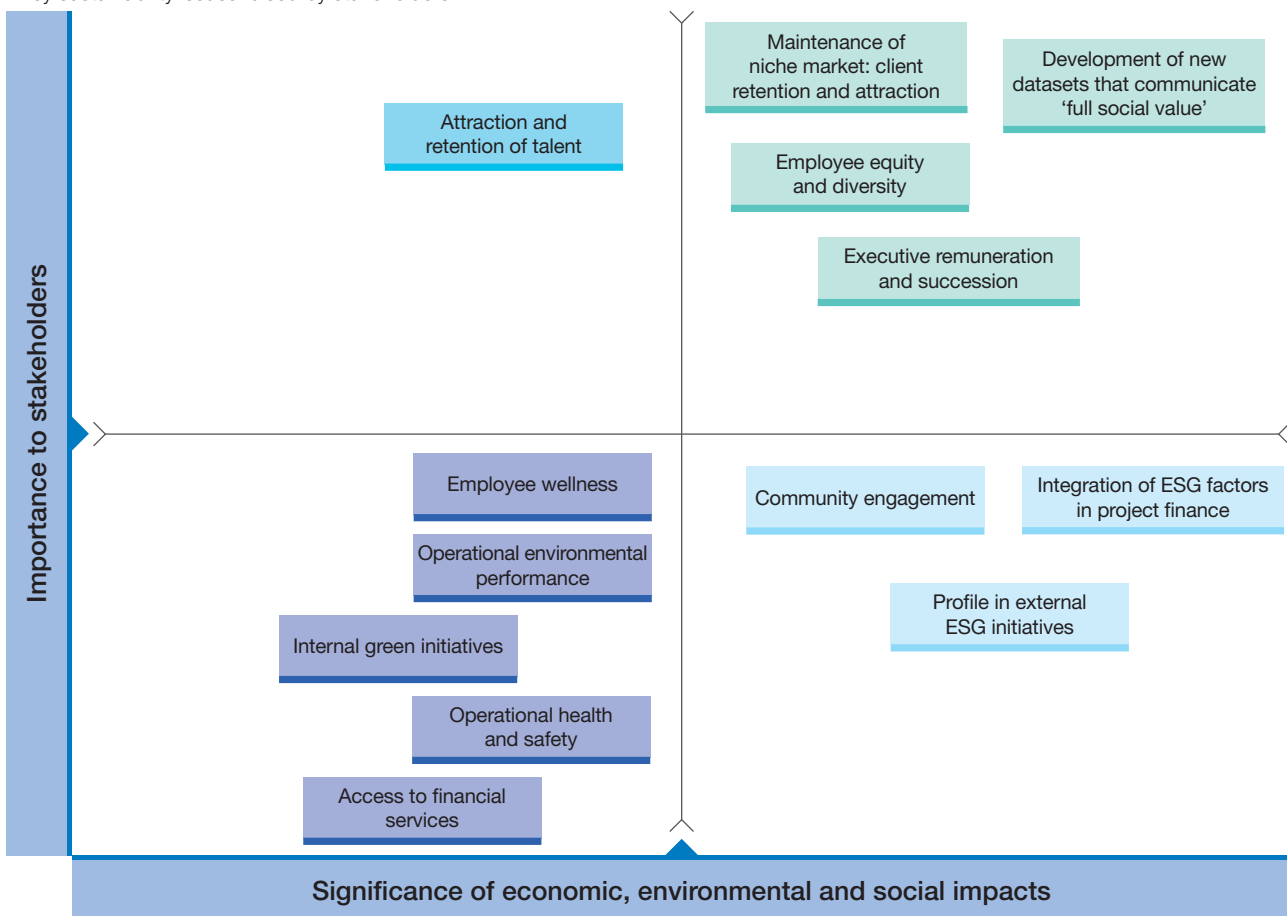 Maintenance of
niche market: client
retention and attraction
Development of new
datasets that communicate
‘full social value’
Attraction and
retention of talent
Employee equity
and diversity
Executive remuneration
and succession
Importance to stakeholders
Employee wellness
Community engagement
Integration of ESG factors
in project finance
Operational environmental
performance
Profile in external
ESG initiatives
Internal green initiatives
Operational health
and safety
Access to financial
services
Significance of economic, environmental and social impacts